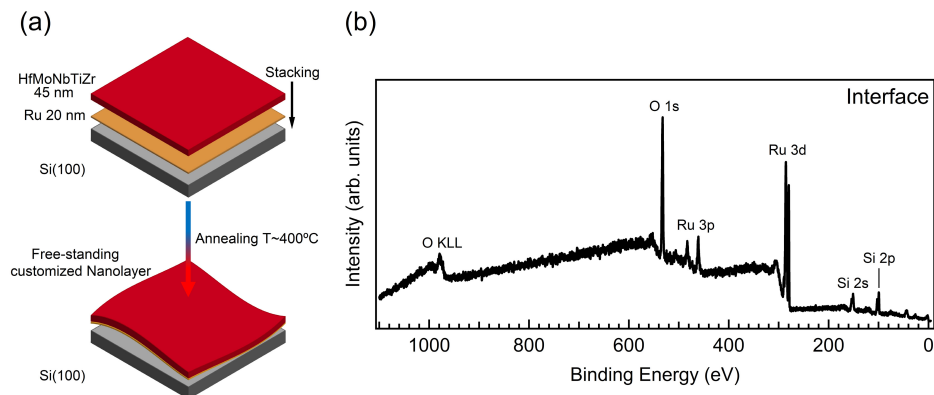 (a)
HfMoNbTiZr
45 nm
Stacking
Ru 20 nm
Si(100)
Annealing T~400ºC
Free-standing
customized Nanolayer
Si(100)
(b)
Interface
O 1s
Ru 3d
Ru 3p
O KLL
Si 2p
Si 2s
Intensity (arb. units)
1000 800 600 400 200 0
Binding Energy (eV)